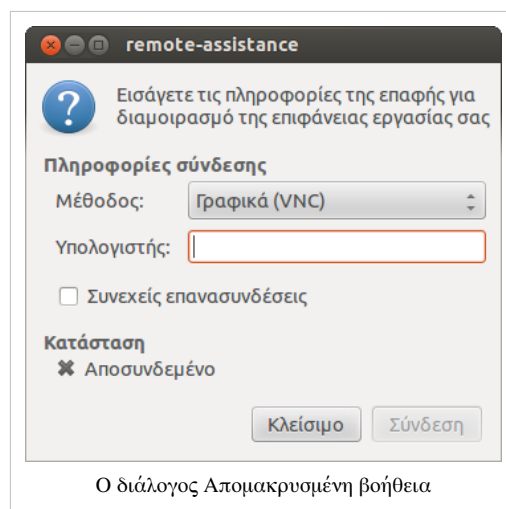 remote-assistance
Εισάγετε τις πληροφορίες της επαφής για
διαμοιρασμό της επιφάνειας εργασίας σας
Πληροφορίες σύνδεσης
Μέθοδος: Γραφικά (VNC)
Υπολογιστής:
Συνεχείς επανασυνδέσεις
Κατάσταση
Αποσυνδεμένο
Κλείσιμο Σύνδεση
Ο διάλογος Απομακρυσμένη βοήθεια